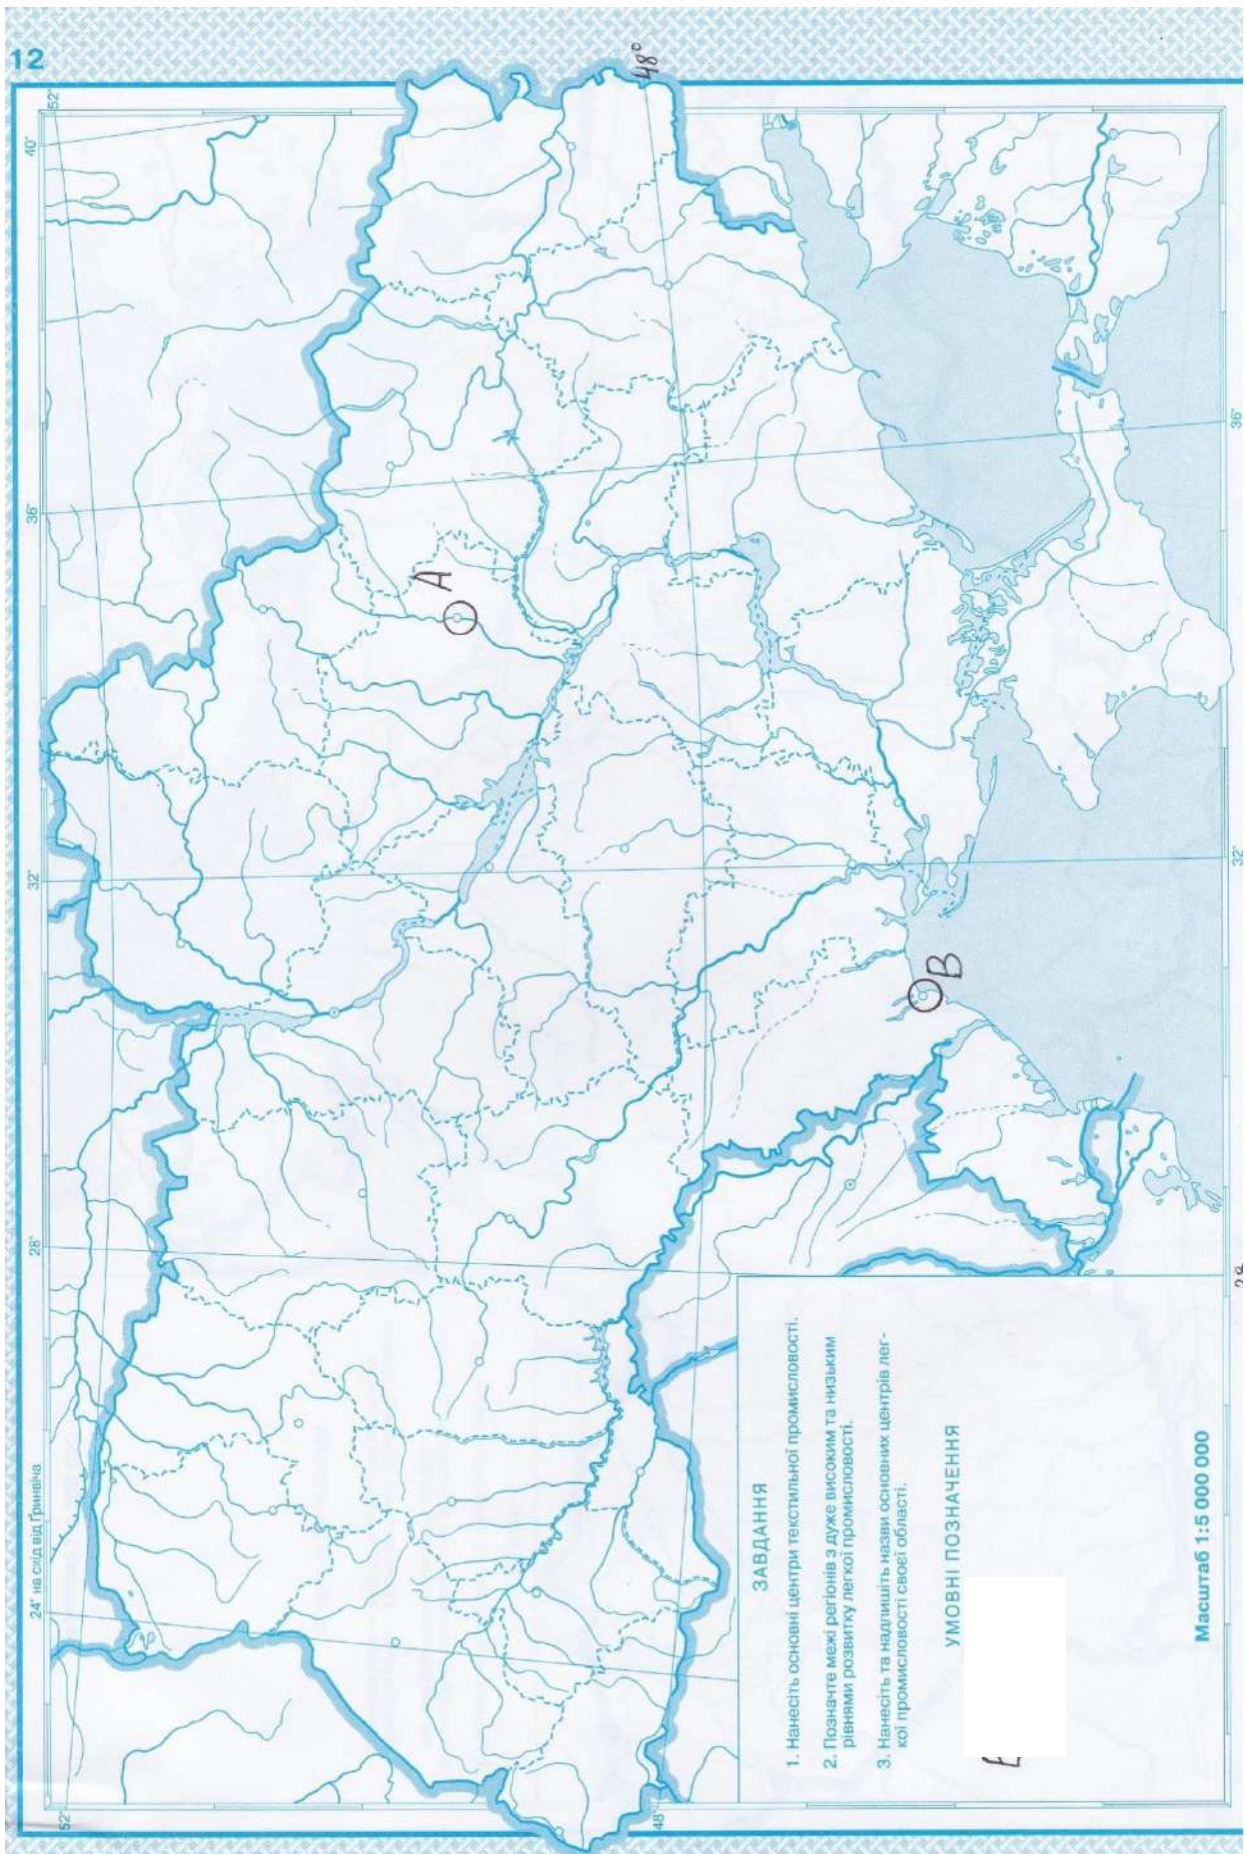 12
52°
40°
48°
36°
А
32°
В
28°
24° на схід від Гринвіча
52°
48°
36°
32°
28
ЗАВДАННЯ
1. Нанесіть основні центри текстильної промисловості.
2. Позначте межі регіонів з дуже високим та низьким
рівнями розвитку легкої промисловості.
3. Нанесіть та надпишіть назви основних центрів лег-
кої промисловості своєї області.
УМОВНІ ПОЗНАЧЕННЯ
Масштаб 1:5 000 000